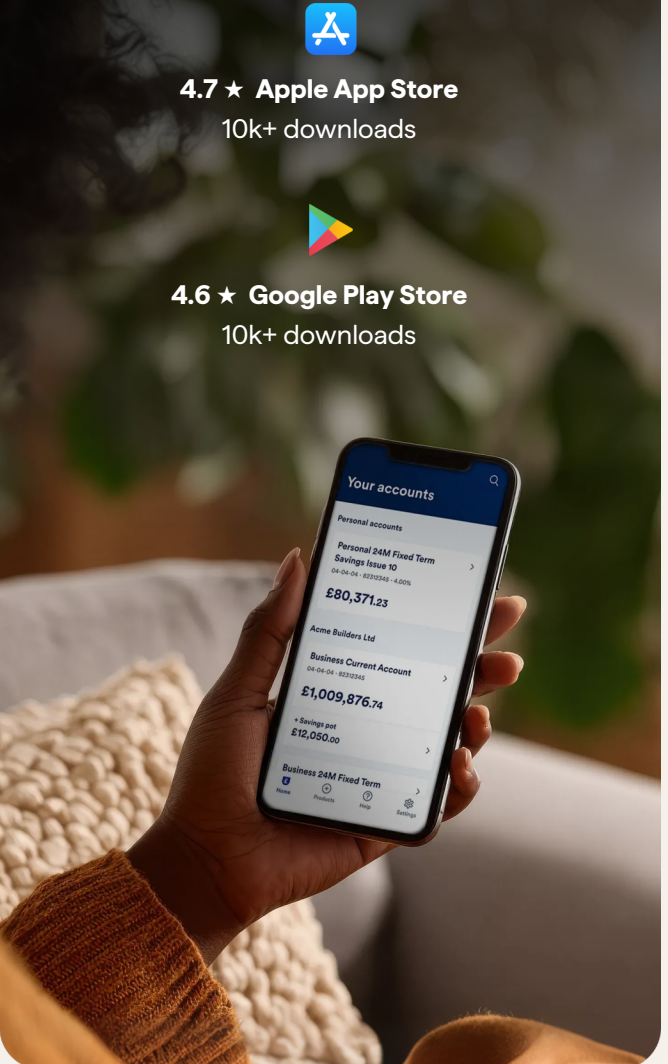 4.7 ★ Apple App Store
10k+ downloads
4.6 ★ Google Play Store
10k+ downloads
Your accounts
Personal accounts
Personal 24M Fixed Term
Savings Issue 10
04-04-04 · 82312345 · 4.00%
£80,371.23
Acme Builders Ltd
Business Current Account
04-04-04 · 82312345
£1,009,876.74
+ Savings pot
£12,050.00
Business 24M Fixed Term
Home
Products
Help
Settings